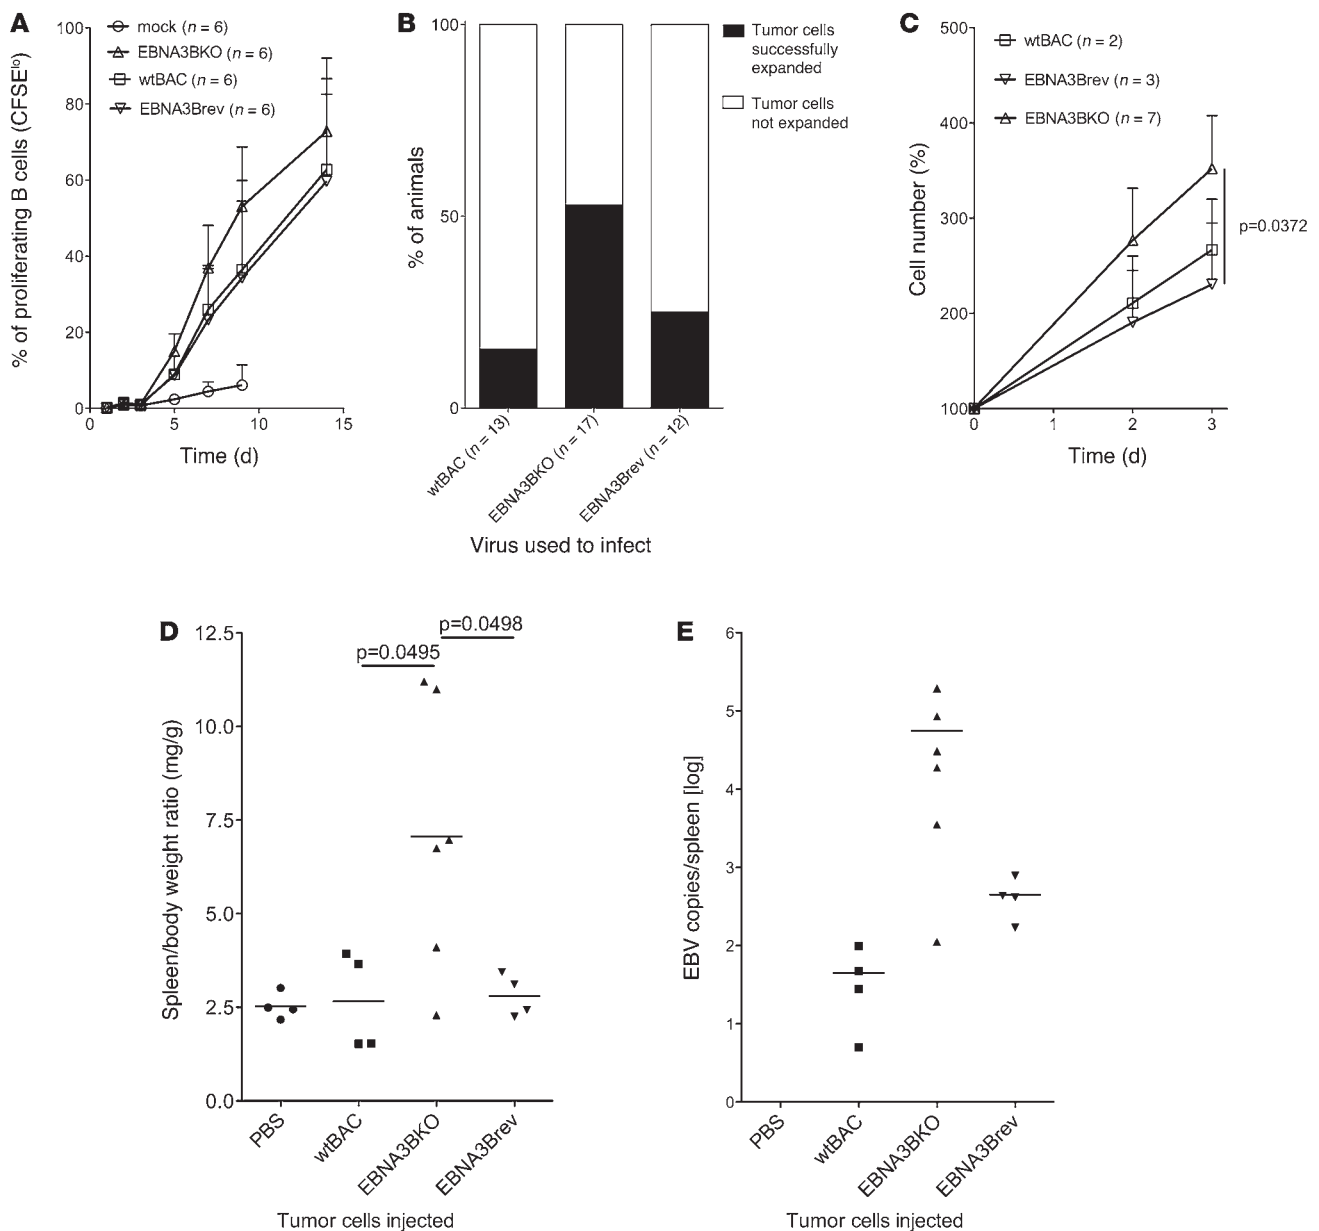 A
% of proliferating B cells (CFSE^lo)
100
80
60
40
20
0
0
5
10
15
Time (d)
mock (n = 6)
EBNA3BKO (n = 6)
wtBAC (n = 6)
EBNA3Brev (n = 6)
B
% of animals
100
50
0
wtBAC (n = 13)
EBNA3BKO (n = 17)
EBNA3Brev (n = 12)
Virus used to infect
Tumor cells
successfully
expanded
Tumor cells
not expanded
C
Cell number (%)
500
400
300
200
100
0
1
2
3
Time (d)
wtBAC (n = 2)
EBNA3Brev (n = 3)
EBNA3BKO (n = 7)
p=0.0372
D
Spleen/body weight ratio (mg/g)
12.5
10.0
7.5
5.0
2.5
0.0
p=0.0498
p=0.0495
PBS
wtBAC
EBNA3BKO
EBNA3Brev
Tumor cells injected
E
EBV copies/spleen [log]
6
5
4
3
2
1
0
PBS
wtBAC
EBNA3BKO
EBNA3Brev
Tumor cells injected